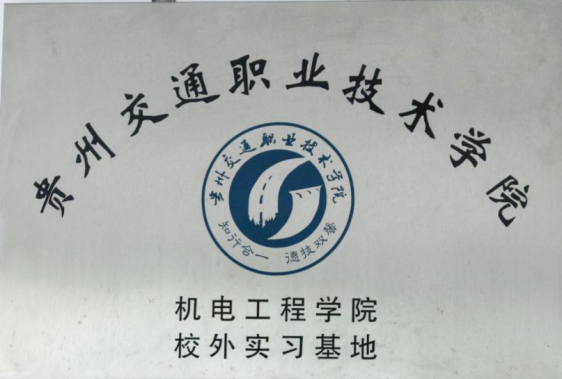 贵州交通职业技术学院
贵州交通职业技术学院
知行合一 德技双馨
机电工程学院
校外实习基地